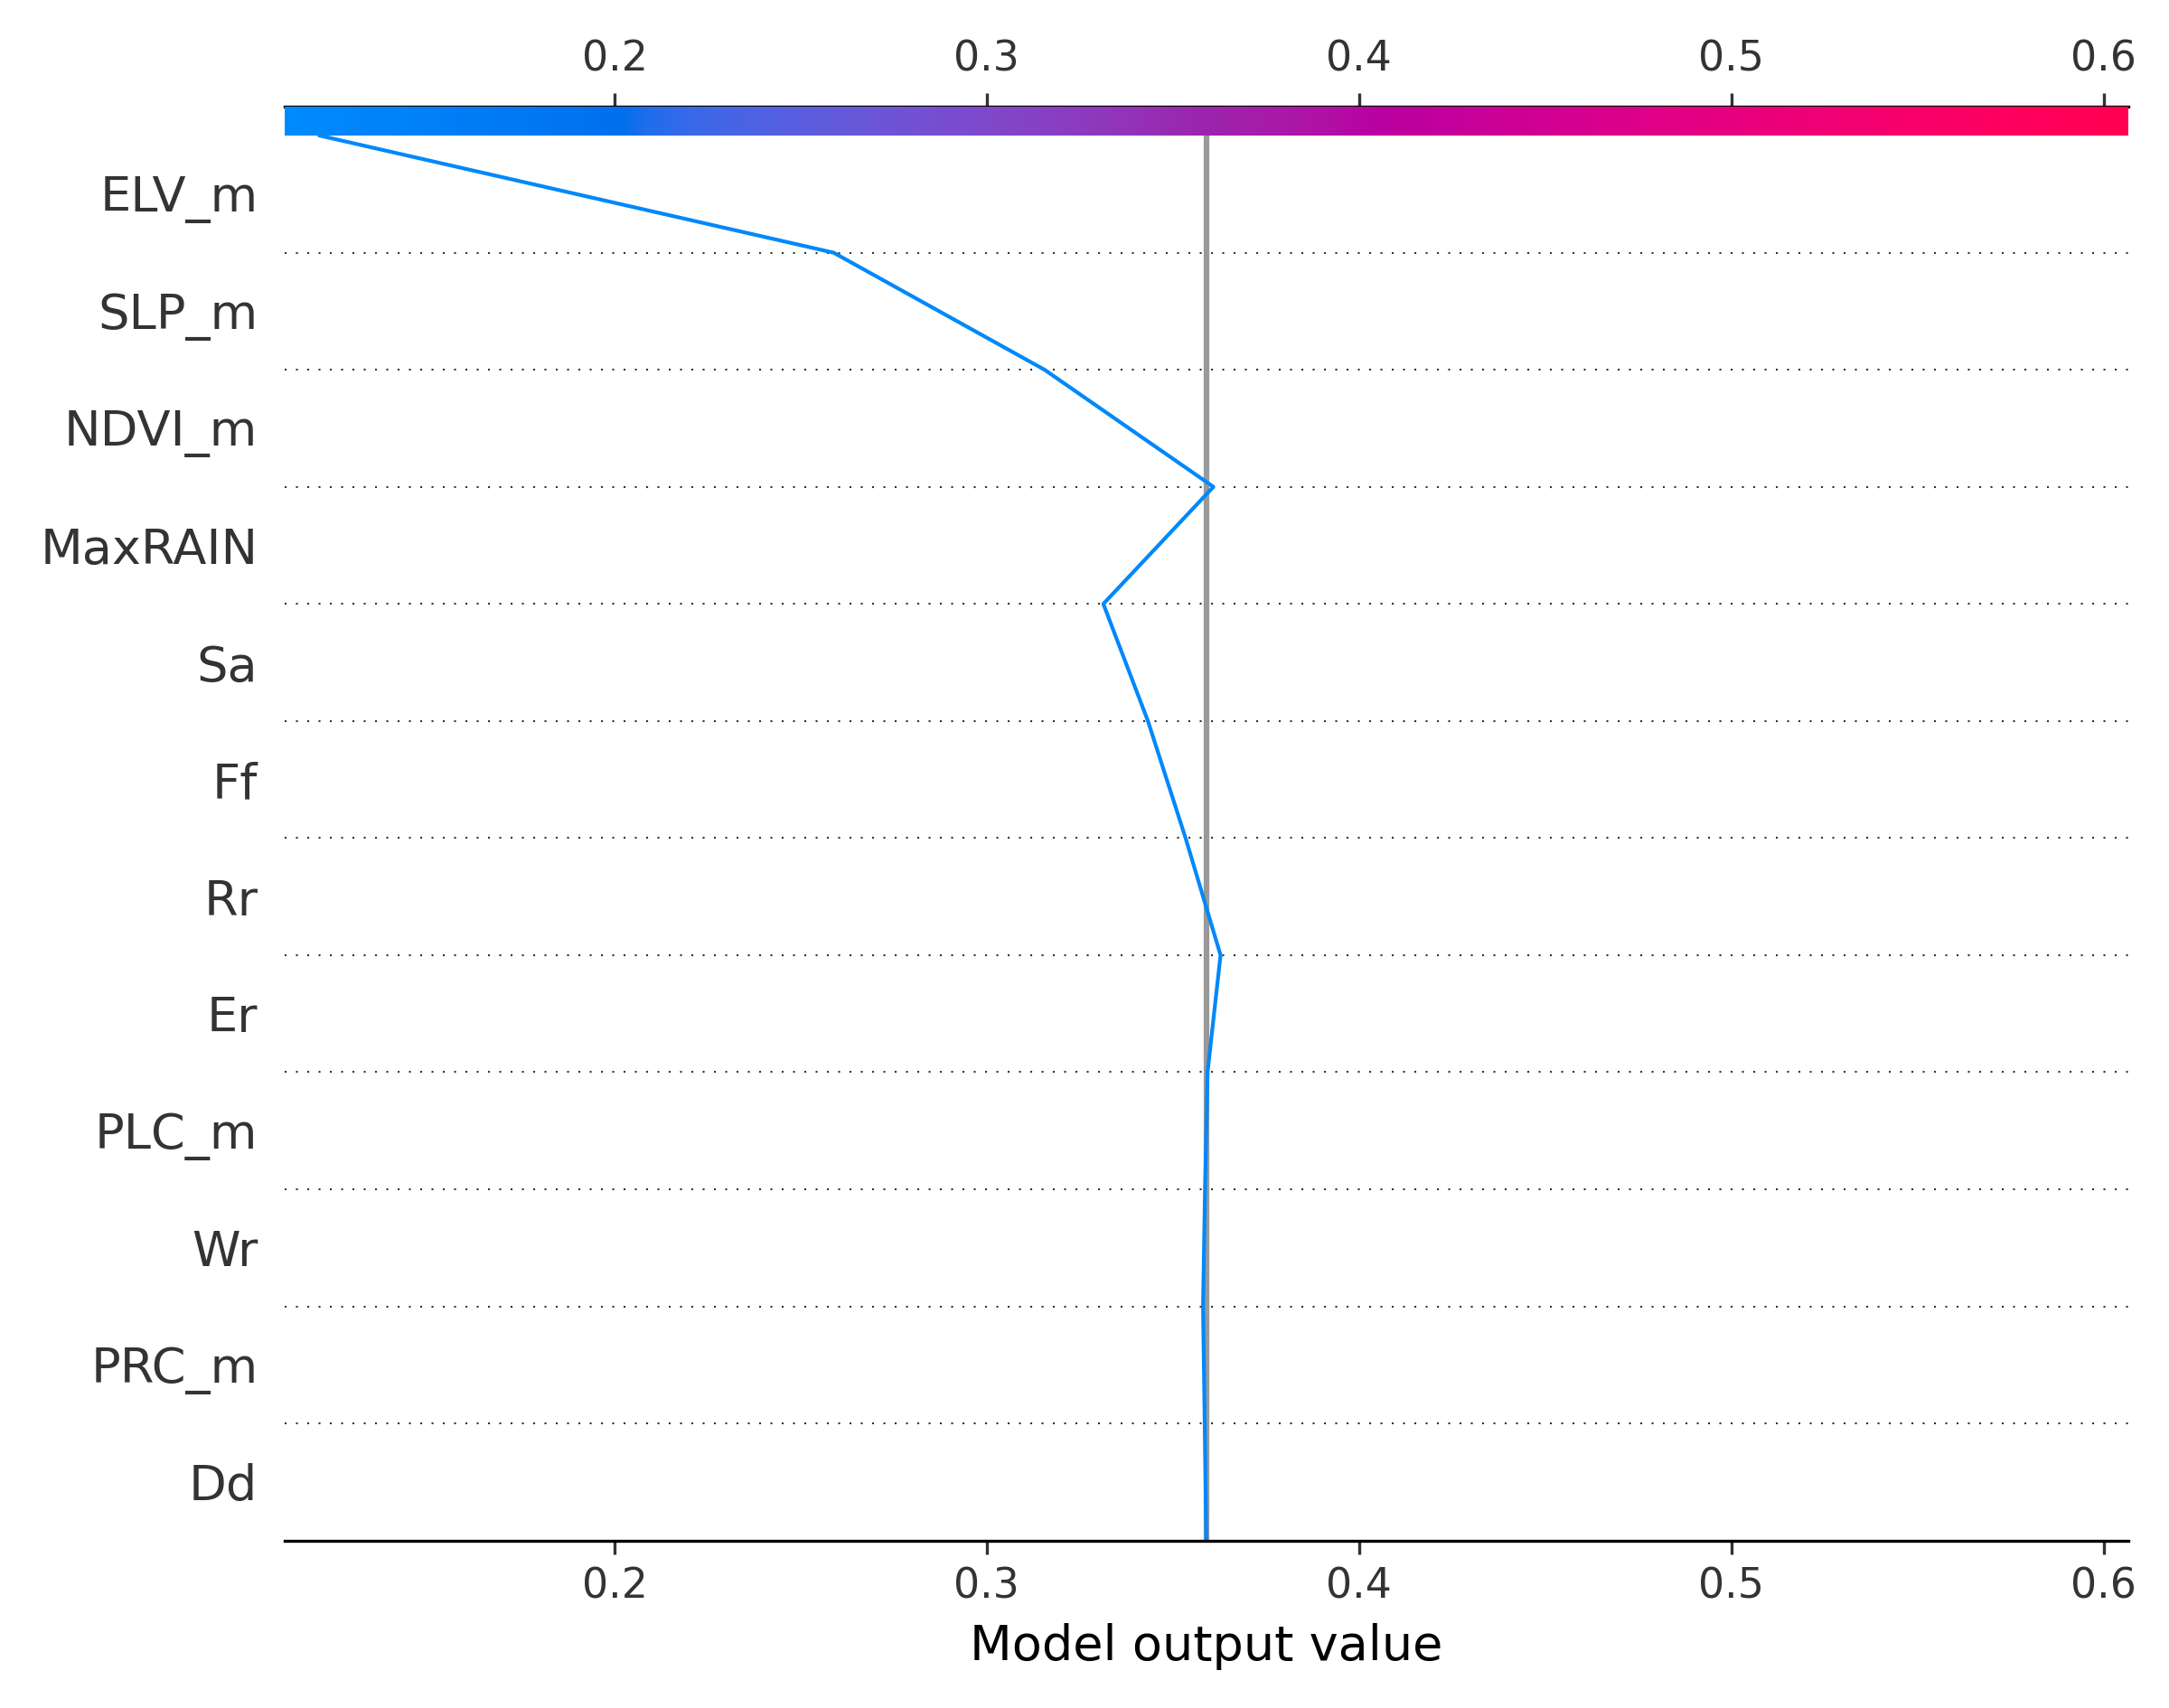 0.2 0.3 0.4 0.5 0.6
ELV_m
SLP_m
NDVI_m
MaxRAIN
Sa
Ff
Rr
Er
PLC_m
Wr
PRC_m
Dd
0.2 0.3 0.4 0.5 0.6
Model output value